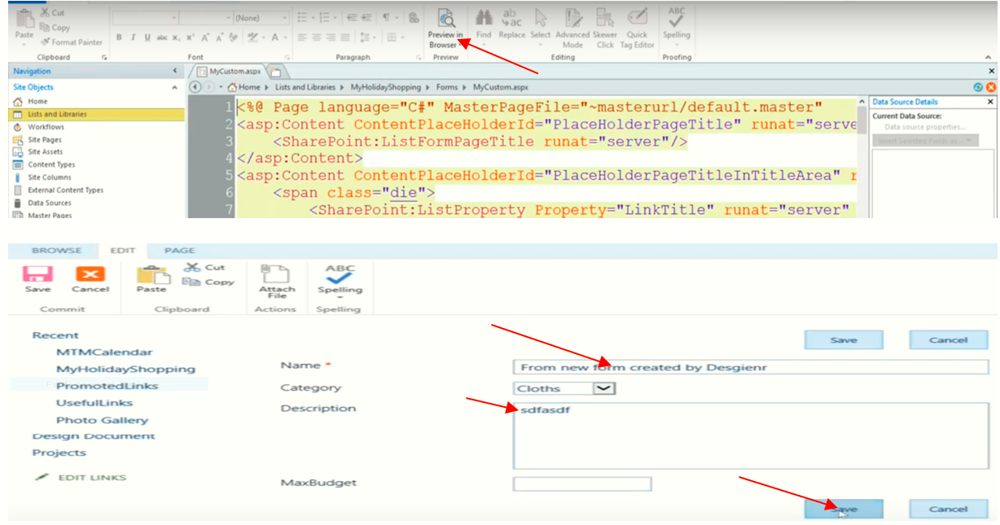 Cut
Copy
Format Painter
Paste
Clipboard
(None)
B I U abc x, x' A A
Font
A
Paragraph
Preview in
Browser
Preview
Find
ab
ac
Replace
Select
Advanced
Mode
Skewer
Click
Quick
Tag Editor
Editing
ABC
Spelling
Proofing
Navigation
MyCustom.aspx
Site Objects
Home
Lists and Libraries
Workflows
Site Pages
Site Assets
Content Types
Site Columns
External Content Types
Data Sources
Master Pages
Home Lists and Libraries MyHolidayShopping Forms MyCustom.aspx
1 <%@ Page language="C#" MasterPageFile="~masterurl/default.master"
2 <asp:Content ContentPlaceHolderId="PlaceHolderPageTitle" runat="serve
3 <SharePoint:ListFormPageTitle runat="server"/>
4 </asp:Content>
5 <asp:Content ContentPlaceHolderId="PlaceHolderPageTitleInTitleArea" r
6 <span class="die">
7 <SharePoint:ListProperty Property="LinkTitle" runat="server"
Data Source Details
Current Data Source:
Data source properties...
Insert Selected Fields as...
BROWSE EDIT PAGE
Save
Cancel
Commit
Paste
Cut
Copy
Clipboard
Attach
File
Actions
ABC
Spelling
Spelling
Recent
MTMCalendar
MyHolidayShopping
PromotedLinks
UsefulLinks
Photo Gallery
Design Document
Projects
EDIT LINKS
Save Cancel
Name * From new form created by Desgienr
Category Cloths
Description sdfasdf
MaxBudget
Save Cancel